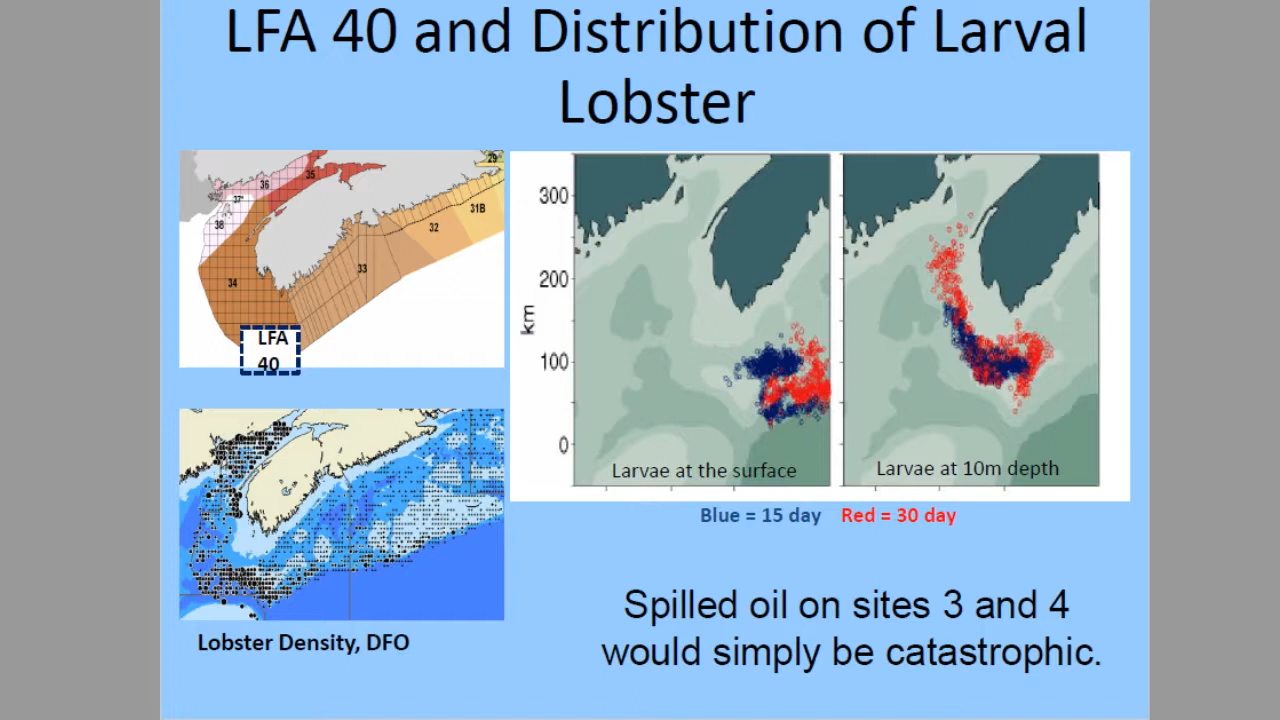 LFA 40 and Distribution of Larval
Lobster
29
36
35
37*
38
31B
32
33
34
LFA
40
300
200
100
0
km
Larvae at the surface
Larvae at 10m depth
Blue = 15 day Red = 30 day
Lobster Density, DFO
Spilled oil on sites 3 and 4
would simply be catastrophic.